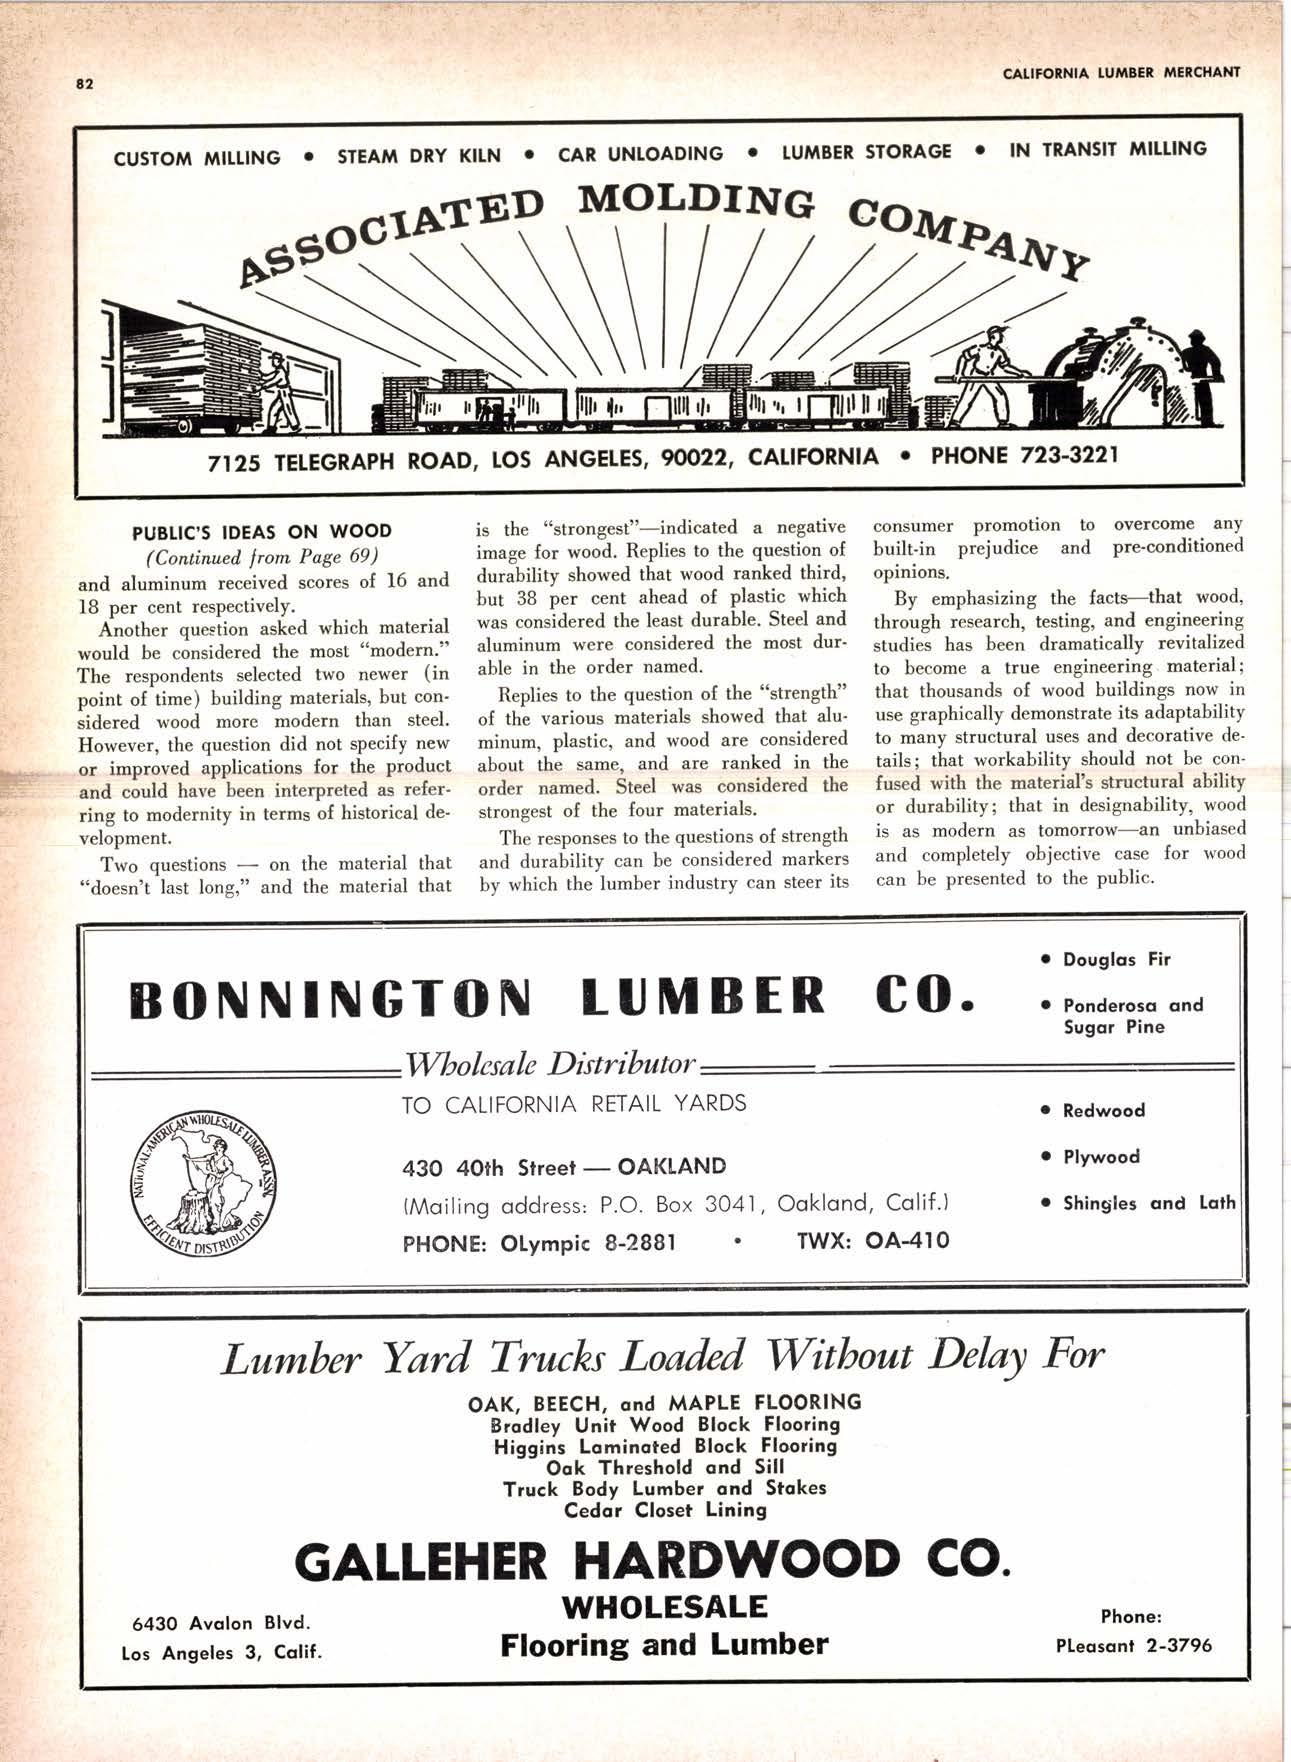 82
CALIFORNIA LUMBER MERCHANT
CUSTOM MILLING • STEAM DRY KILN • CAR UNLOADING • LUMBER STORAGE • IN TRANSIT MILLING
ASSOCIATED MOLDING COMPANY
7125 TELEGRAPH ROAD, LOS ANGELES, 90022, CALIFORNIA • PHONE 723-3221
PUBLIC'S IDEAS ON WOOD
(Continued from Page 69)
and aluminum received scores of 16 and
18 per cent respectively.
Another question asked which material
would be considered the most “modern.”
The respondents selected two newer (in
point of time) building materials, but con-
sidered wood more modern than steel.
However, the question did not specify new
or improved applications for the product
and could have been interpreted as refer-
ring to modernity in terms of historical de-
velopment.
Two questions — on the material that
“doesn't last long,” and the material that
is the “strongest”—indicated a negative
image for wood. Replies to the question of
durability showed that wood ranked third,
but 38 per cent ahead of plastic which
was considered the least durable. Steel and
aluminum were considered the most dur-
able in the order named.
Replies to the question of the “strength”
of the various materials showed that alu-
minum, plastic, and wood are considered
about the same, and are ranked in the
order named. Steel was considered the
strongest of the four materials.
The responses to the questions of strength
and durability can be considered markers
by which the lumber industry can steer its
consumer promotion to overcome any
built-in prejudice and pre-conditioned
opinions.
By emphasizing the facts—that wood,
through research, testing, and engineering
studies has been dramatically revitalized
to become a true engineering material;
that thousands of wood buildings now in
use graphically demonstrate its adaptability
to many structural uses and decorative de-
tails; that workability should not be con-
fused with the material's structural ability
or durability; that in designability, wood
is as modern as tomorrow—an unbiased
and completely objective case for wood
can be presented to the public.
BONNINGTON LUMBER CO.
Wholesale Distributor
TO CALIFORNIA RETAIL YARDS
430 40th Street — OAKLAND
(Mailing address: P.O. Box 3041, Oakland, Calif.)
PHONE: OLympic 8-2881 • TWX: OA-410
NATIONAL-AMERICAN WHOLESALE LUMBER ASSN.
EFFICIENT DISTRIBUTION
• Douglas Fir
• Ponderosa and
Sugar Pine
• Redwood
• Plywood
• Shingles and Lath
Lumber Yard Trucks Loaded Without Delay For
OAK, BEECH, and MAPLE FLOORING
Bradley Unit Wood Block Flooring
Higgins Laminated Block Flooring
Oak Threshold and Sill
Truck Body Lumber and Stakes
Cedar Closet Lining
GALLEHER HARDWOOD CO.
WHOLESALE
Flooring and Lumber
6430 Avalon Blvd.
Los Angeles 3, Calif.
Phone:
PLeasant 2-3796